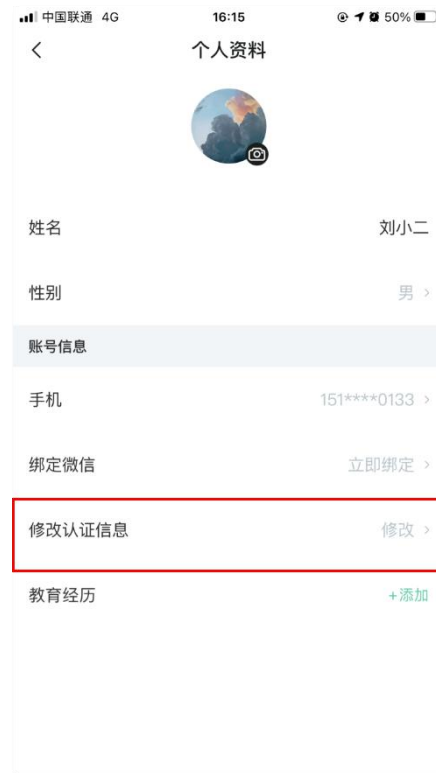 中国联通 4G 16:15 50%
个人资料
姓名 刘小二
性别 男
账号信息
手机 151****0133
绑定微信 立即绑定
修改认证信息 修改
教育经历 +添加